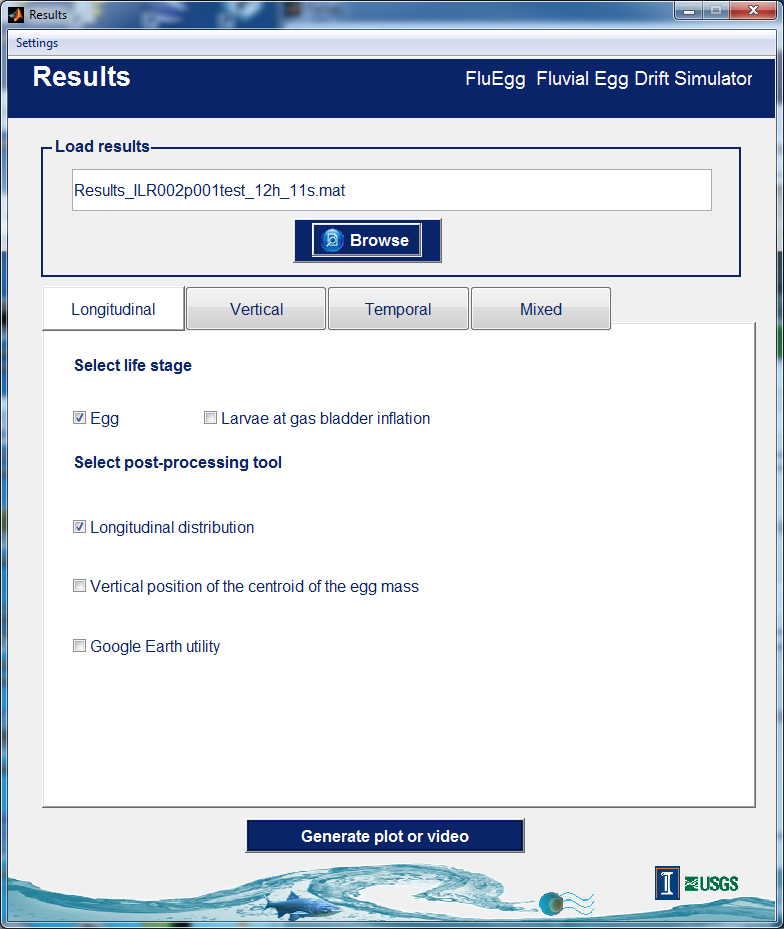 Results
Settings
Results
FluEgg Fluvial Egg Drift Simulator
Load results
Results_ILR002p001test_12h_11s.mat
Browse
Longitudinal
Vertical
Temporal
Mixed
Select life stage
Egg
Larvae at gas bladder inflation
Select post-processing tool
Longitudinal distribution
Vertical position of the centroid of the egg mass
Google Earth utility
Generate plot or video
I
USGS